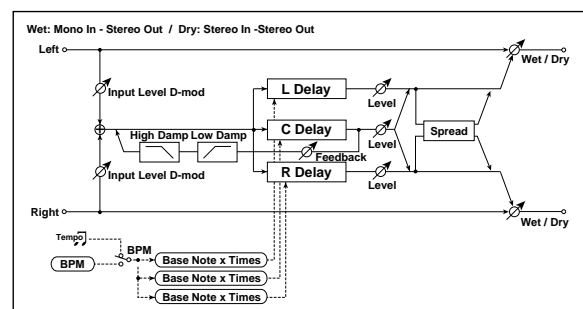 Wet: Mono In - Stereo Out / Dry: Stereo In -Stereo Out
Left
Wet / Dry
Input Level D-mod
L Delay
Level
High Damp Low Damp
C Delay
Level
Spread
Feedback
Input Level D-mod
R Delay
Level
Right
Wet / Dry
Tempo
BPM
BPM
Base Note x Times
Base Note x Times
Base Note x Times